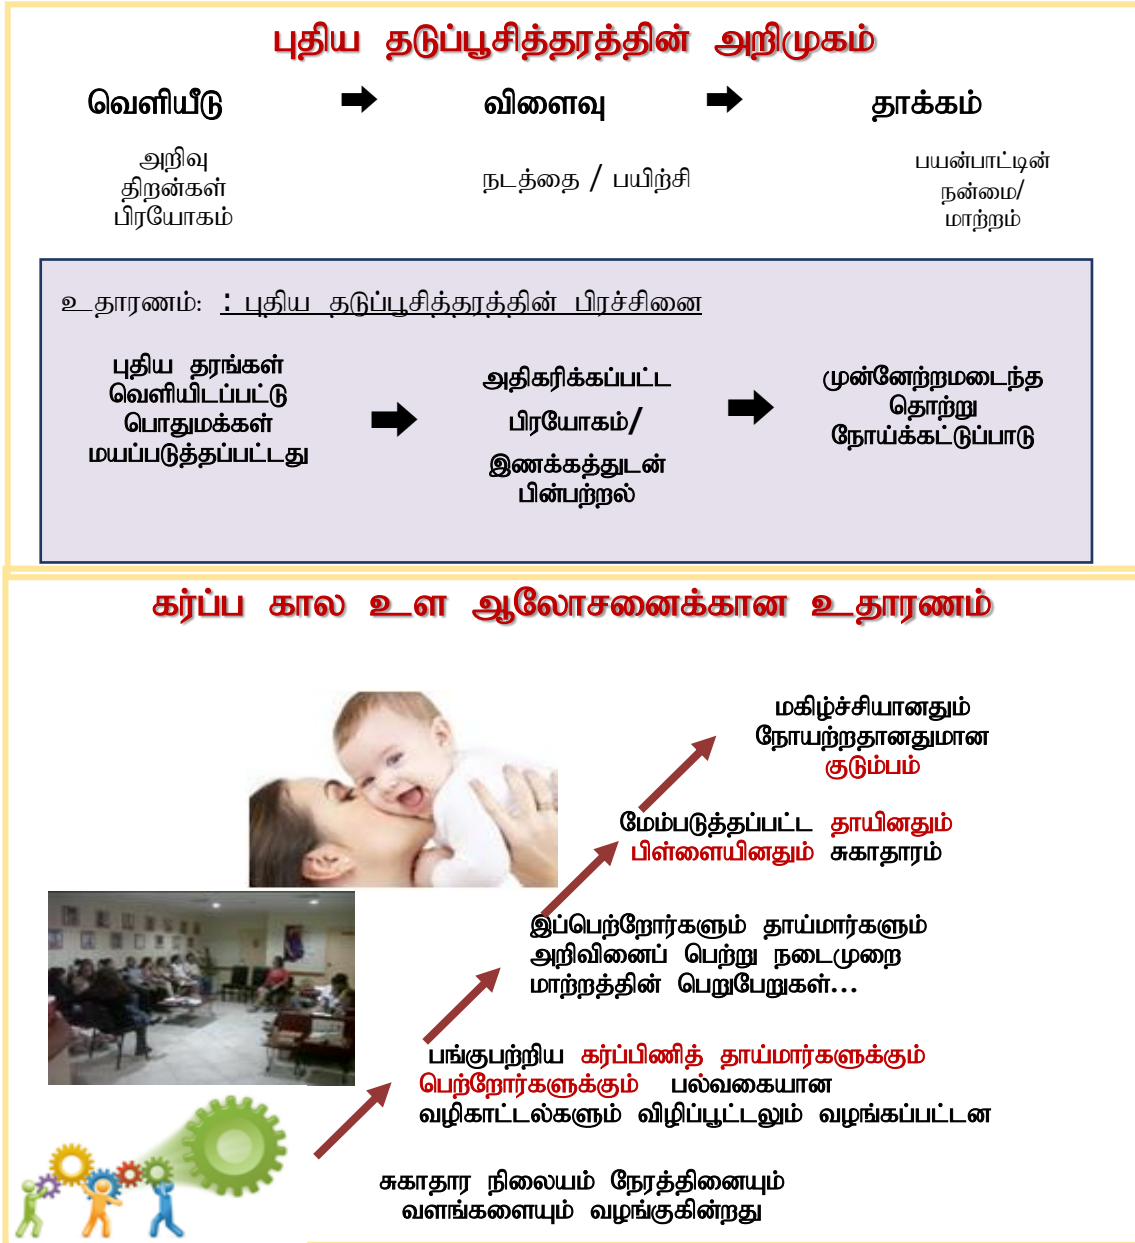 புதிய தடுப்பூசித்தரத்தின் அறிமுகம்
வெளியீடு
விளைவு
தாக்கம்
அறிவு
திறன்கள்
பிரயோகம்
நடத்தை / பயிற்சி
பயன்பாட்டின்
நன்மை/
மாற்றம்
உதாரணம்: : புதிய தடுப்பூசித்தரத்தின் பிரச்சினை
புதிய தரங்கள்
வெளியிடப்பட்டு
பொதுமக்கள்
மயப்படுத்தப்பட்டது
அதிகரிக்கப்பட்ட
பிரயோகம்/
இணக்கத்துடன்
பின்பற்றல்
முன்னேற்றமடைந்த
தொற்று
நோய்க்கட்டுப்பாடு
கர்ப்ப கால உள ஆலோசனைக்கான உதாரணம்
மகிழ்ச்சியானதும்
நோயற்றதானதுமான
குடும்பம்
மேம்படுத்தப்பட்ட தாயினதும்
பிள்ளையினதும் சுகாதாரம்
இப்பெற்றோர்களும் தாய்மார்களும்
அறிவினைப் பெற்று நடைமுறை
மாற்றத்தின் பெறுபேறுகள்...
பங்குபற்றிய கர்ப்பிணித் தாய்மார்களுக்கும்
பெற்றோர்களுக்கும் பல்வகையான
வழிகாட்டல்களும் விழிப்பூட்டலும் வழங்கப்பட்டன
சுகாதார நிலையம் நேரத்தினையும்
வளங்களையும் வழங்குகின்றது